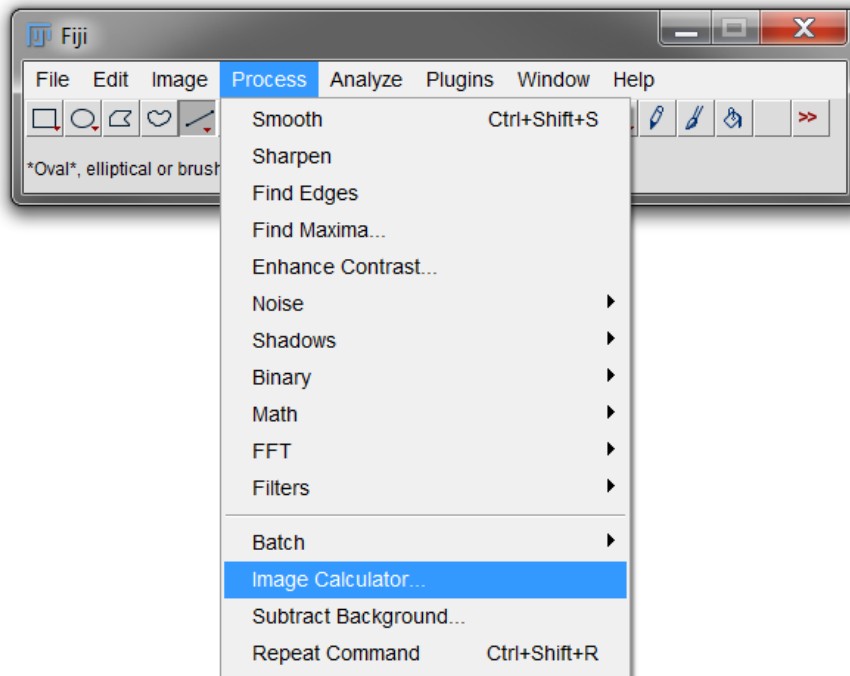 Fiji
File Edit Image Process Analyze Plugins Window Help
*Oval*, elliptical or brush
Smooth Ctrl+Shift+S
Sharpen
Find Edges
Find Maxima...
Enhance Contrast...
Noise
Shadows
Binary
Math
FFT
Filters
Batch
Image Calculator...
Subtract Background...
Repeat Command Ctrl+Shift+R